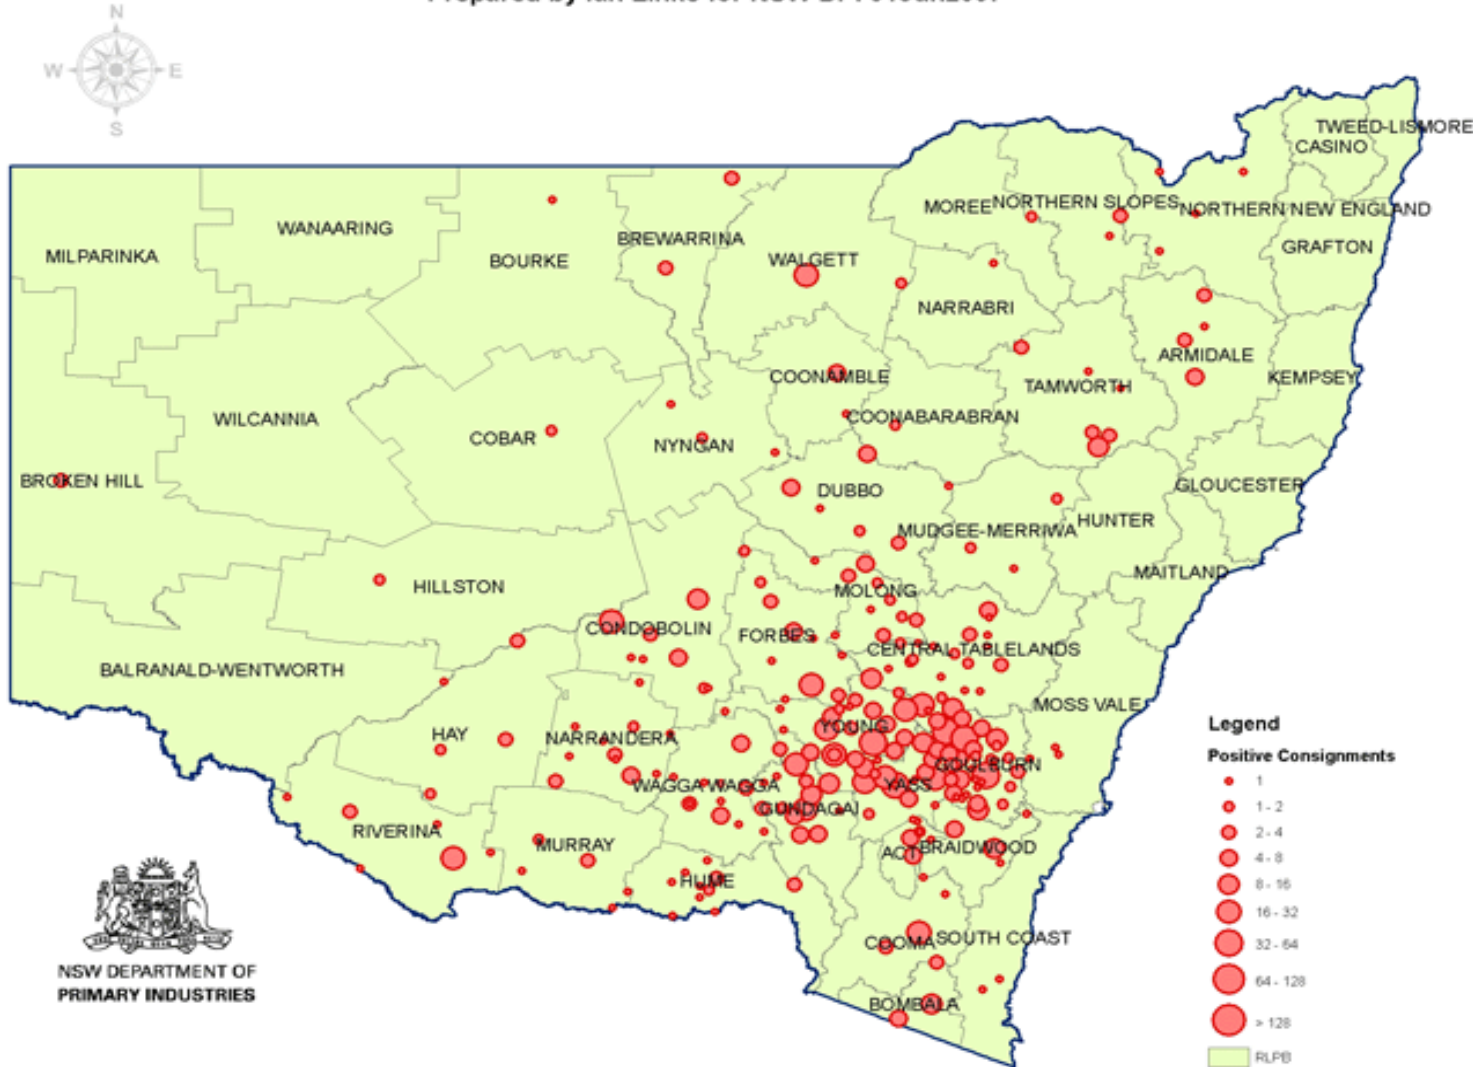 N
W E
S
TWEED-LISMORE
CASINO
MOREE
NORTHERN SLOPES
NORTHERN NEW ENGLAND
WANAARING
BREWARRINA
GRAFTON
MILPARINKA
BOURKE
WALGETT
NARRABRI
ARMIDALE
COONAMBLE
TAMWORTH
KEMPSEY
WILCANNIA
COONABARABRAN
COBAR
NYNGAN
BROKEN HILL
DUBBO
GLOUCESTER
HUNTER
MUDGEE-MERRIWA
MAITLAND
HILLSTON
MOLONG
CONDOBOLIN
FORBES
CENTRAL TABLELANDS
BALRANALD-WENTWORTH
MOSS VALE
YOUNG
HAY
NARRANDERA
GOULBURN
WAGGA WAGGA
YASS
GUNDAGAI
RIVERINA
MURRAY
ACT
BRAIDWOOD
HUME
COOMA
SOUTH COAST
BOMBALA
NSW DEPARTMENT OF
PRIMARY INDUSTRIES
Legend
Positive Consignments
1
1 - 2
2 - 4
4 - 8
8 - 16
16 - 32
32 - 64
64 - 128
> 128
RLPB